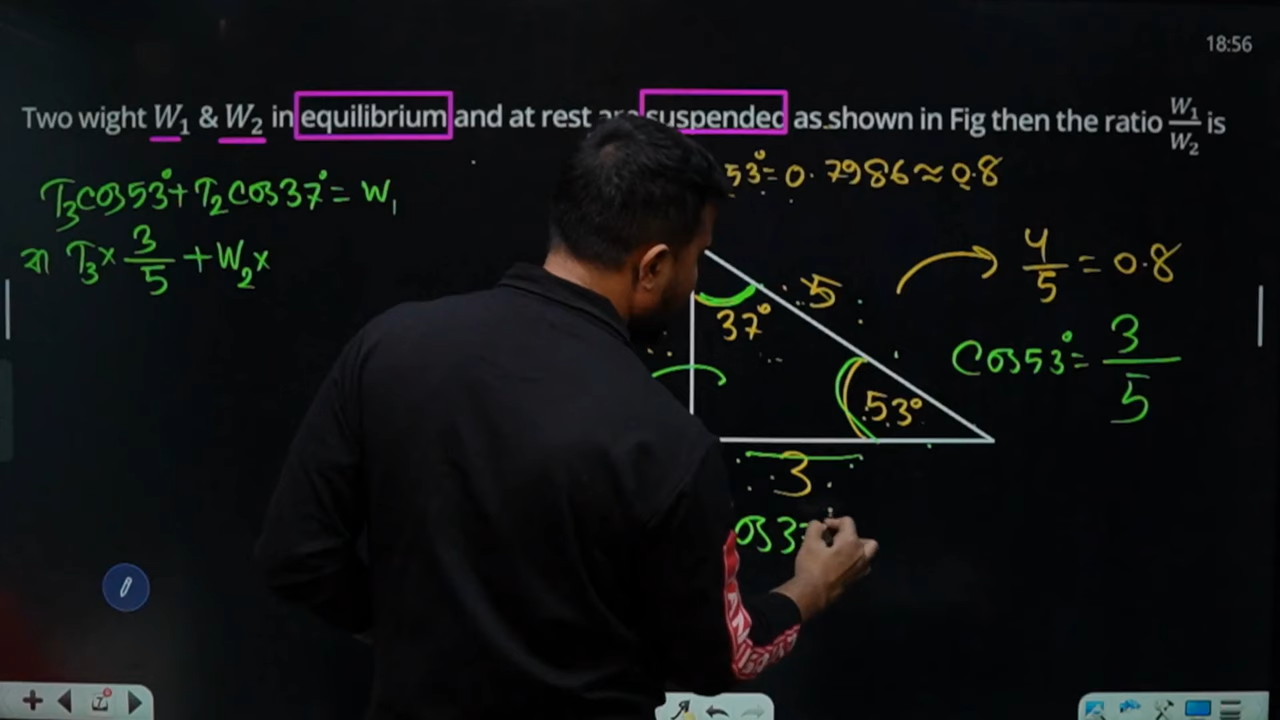 18:56
Two wight W₁ & W₂ in equilibrium and at rest are suspended as shown in Fig then the ratio W₁/W₂ is
53° = 0.7986 ≈ 0.8
T₃cos53° + T₂cos37° = W₁
বা T₃ × 3/5 + W₂ ×
4/5 = 0.8
5
37°
cos53° = 3/5
53°
3
os3